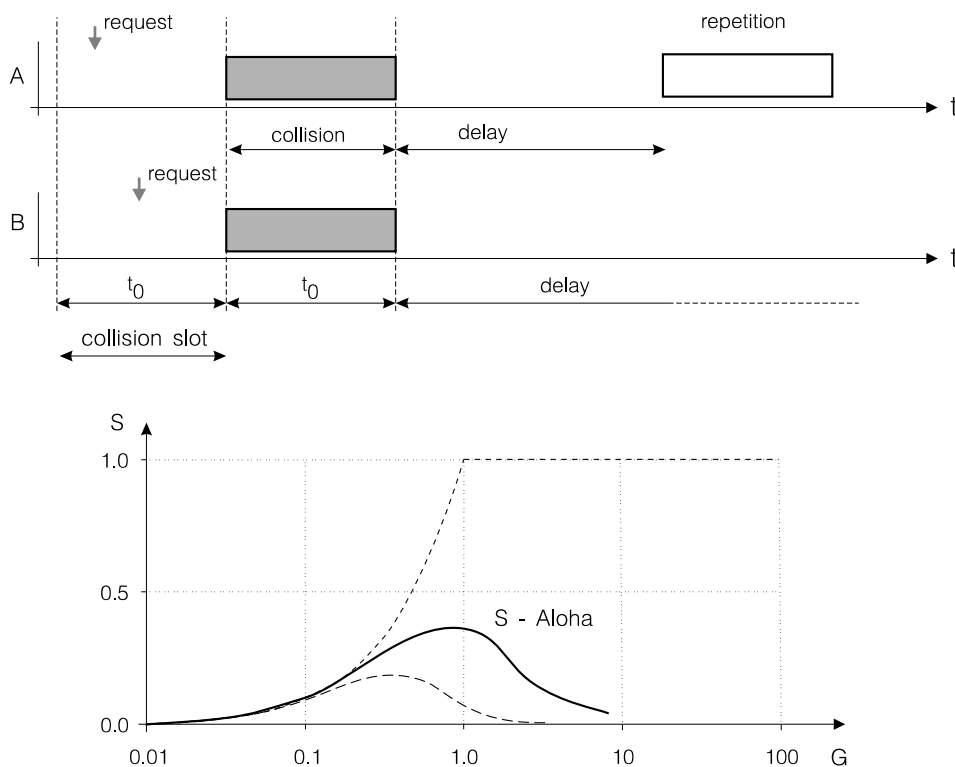 request
repetition
A
t
collision
delay
request
B
t
t0
t0
delay
collision slot
S
1.0
0.5
S - Aloha
0.0
0.01
0.1
1.0
10
100
G